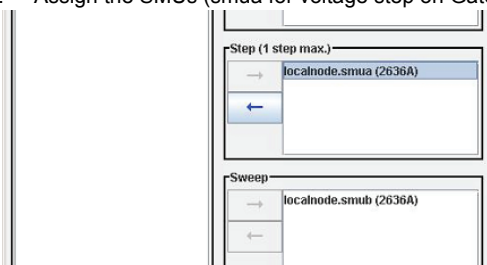 Assign the SMUs (smua for voltage step on Gate
Step (1 step max.)
localnode.smua (2636A)
Sweep
localnode.smub (2636A)